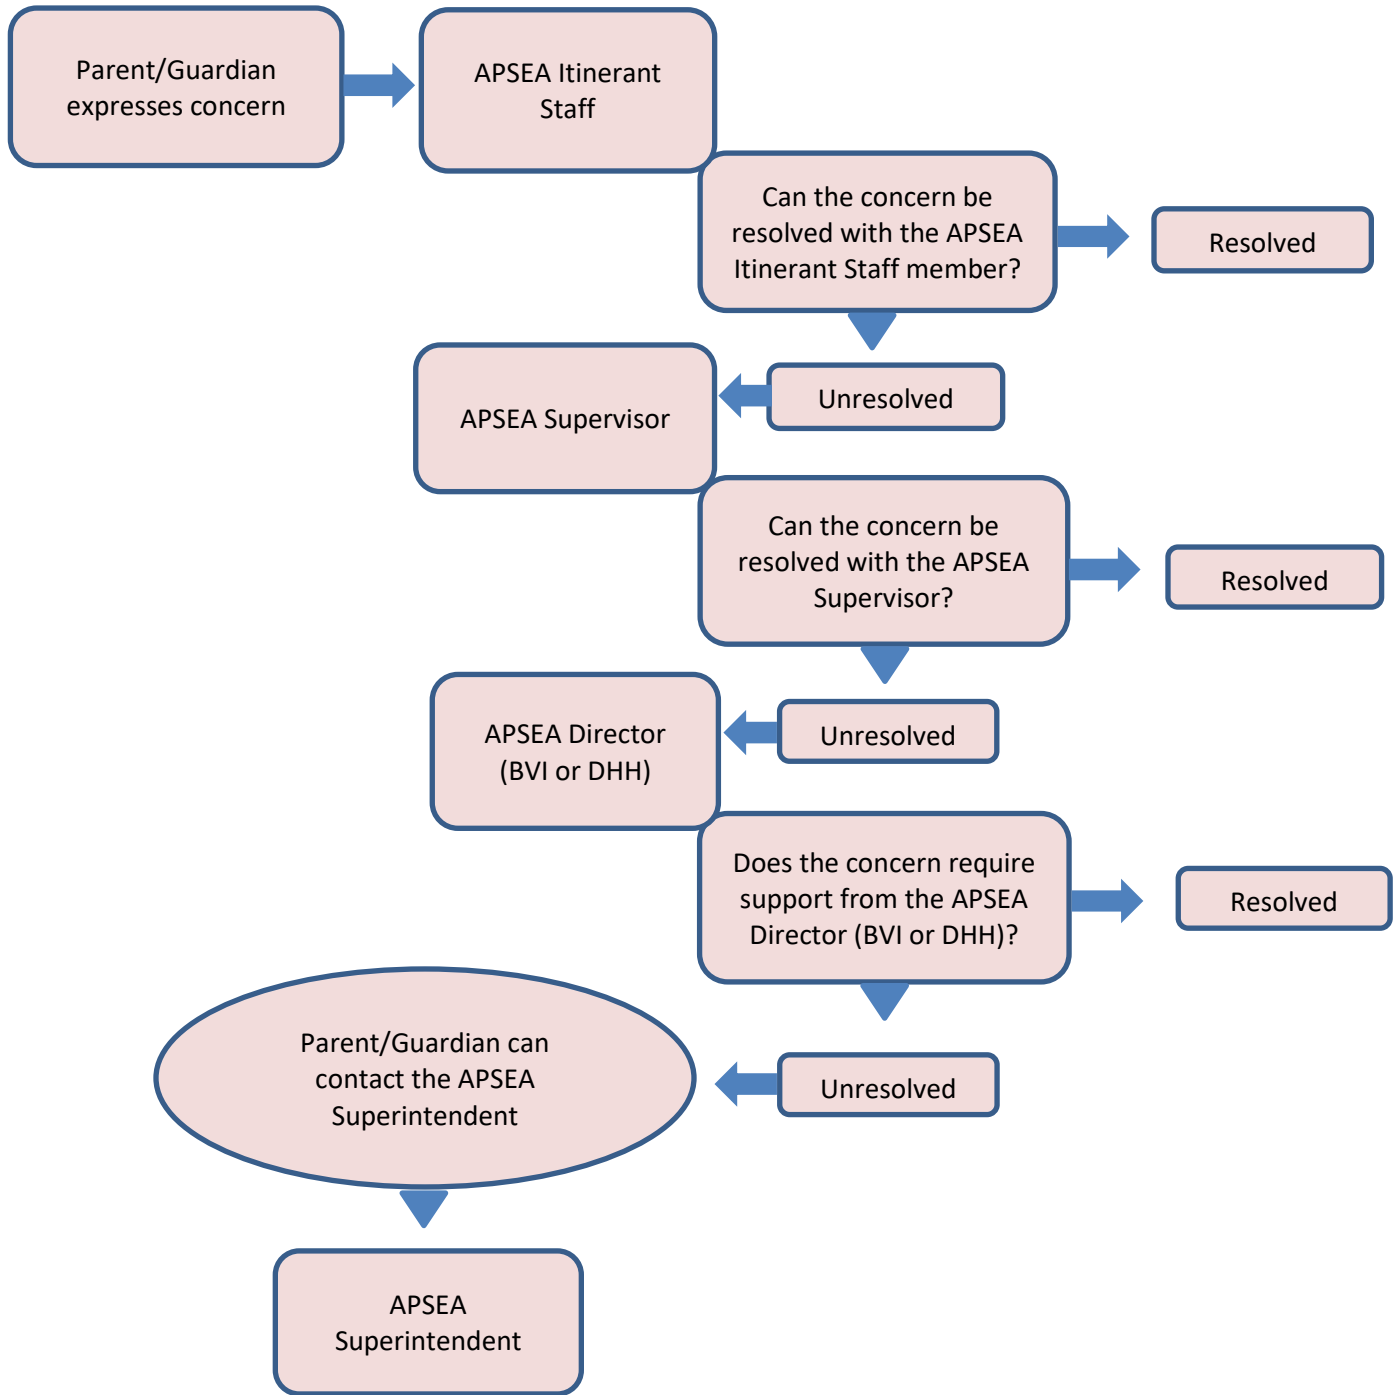 Parent/Guardian
expresses concern
APSEA Itinerant
Staff
Can the concern be
resolved with the APSEA
Itinerant Staff member?
Resolved
Unresolved
APSEA Supervisor
Can the concern be
resolved with the APSEA
Supervisor?
Resolved
Unresolved
APSEA Director
(BVI or DHH)
Does the concern require
support from the APSEA
Director (BVI or DHH)?
Resolved
Unresolved
Parent/Guardian can
contact the APSEA
Superintendent
APSEA
Superintendent